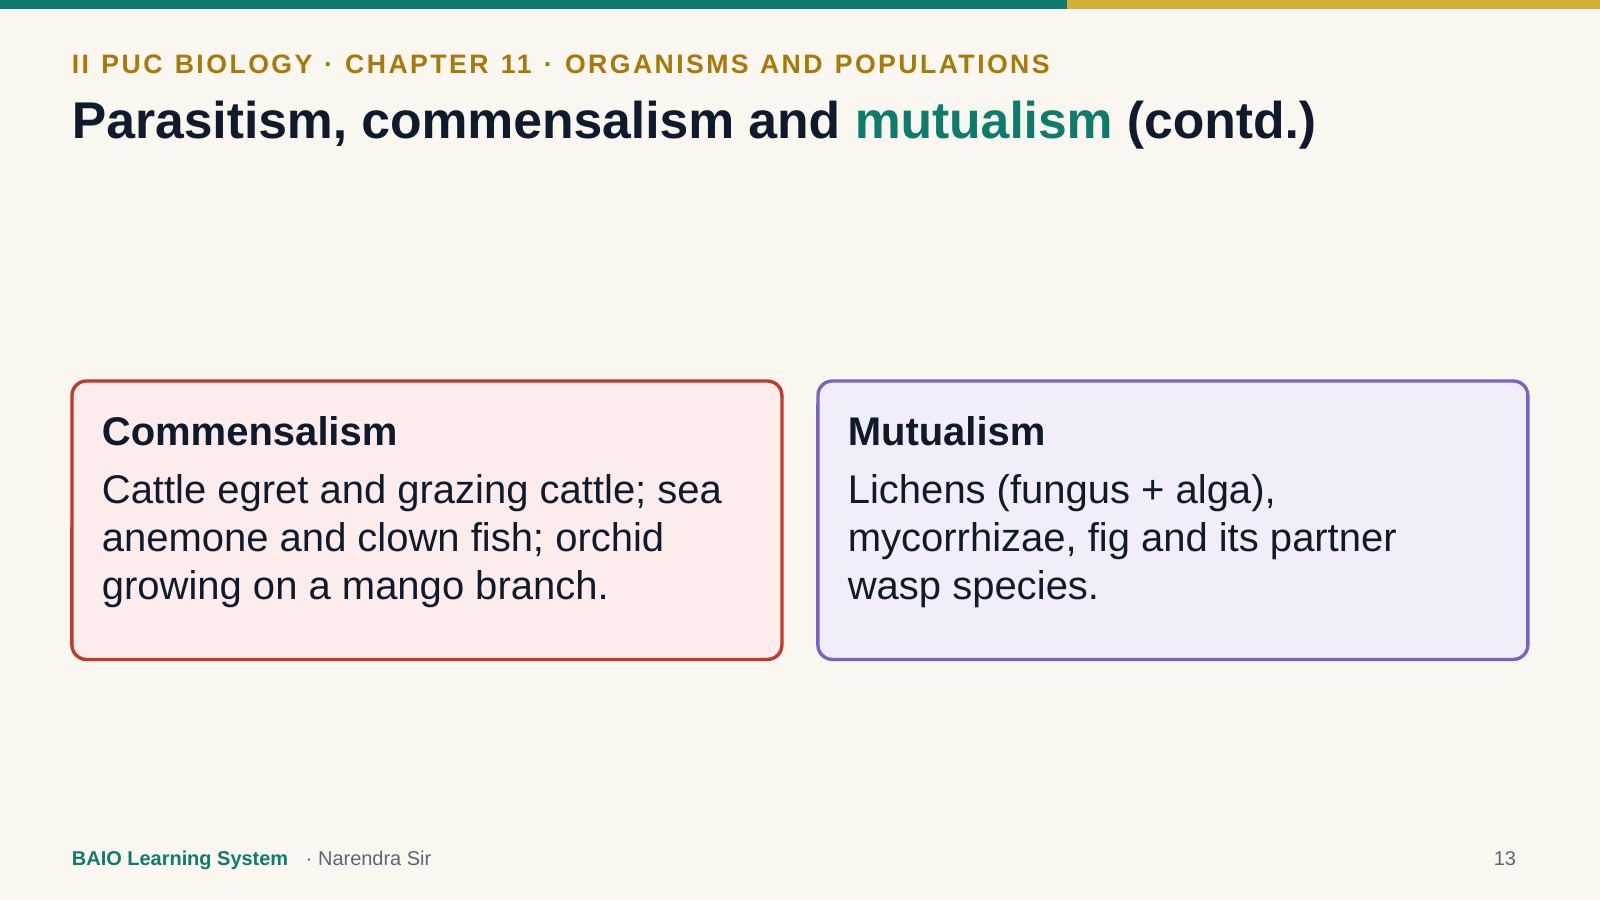 II PUC BIOLOGY · CHAPTER 11 · ORGANISMS AND POPULATIONS
Parasitism, commensalism and mutualism (contd.)
Commensalism
Cattle egret and grazing cattle; sea
anemone and clown fish; orchid
growing on a mango branch.
Mutualism
Lichens (fungus + alga),
mycorrhizae, fig and its partner
wasp species.
BAIO Learning System · Narendra Sir
13